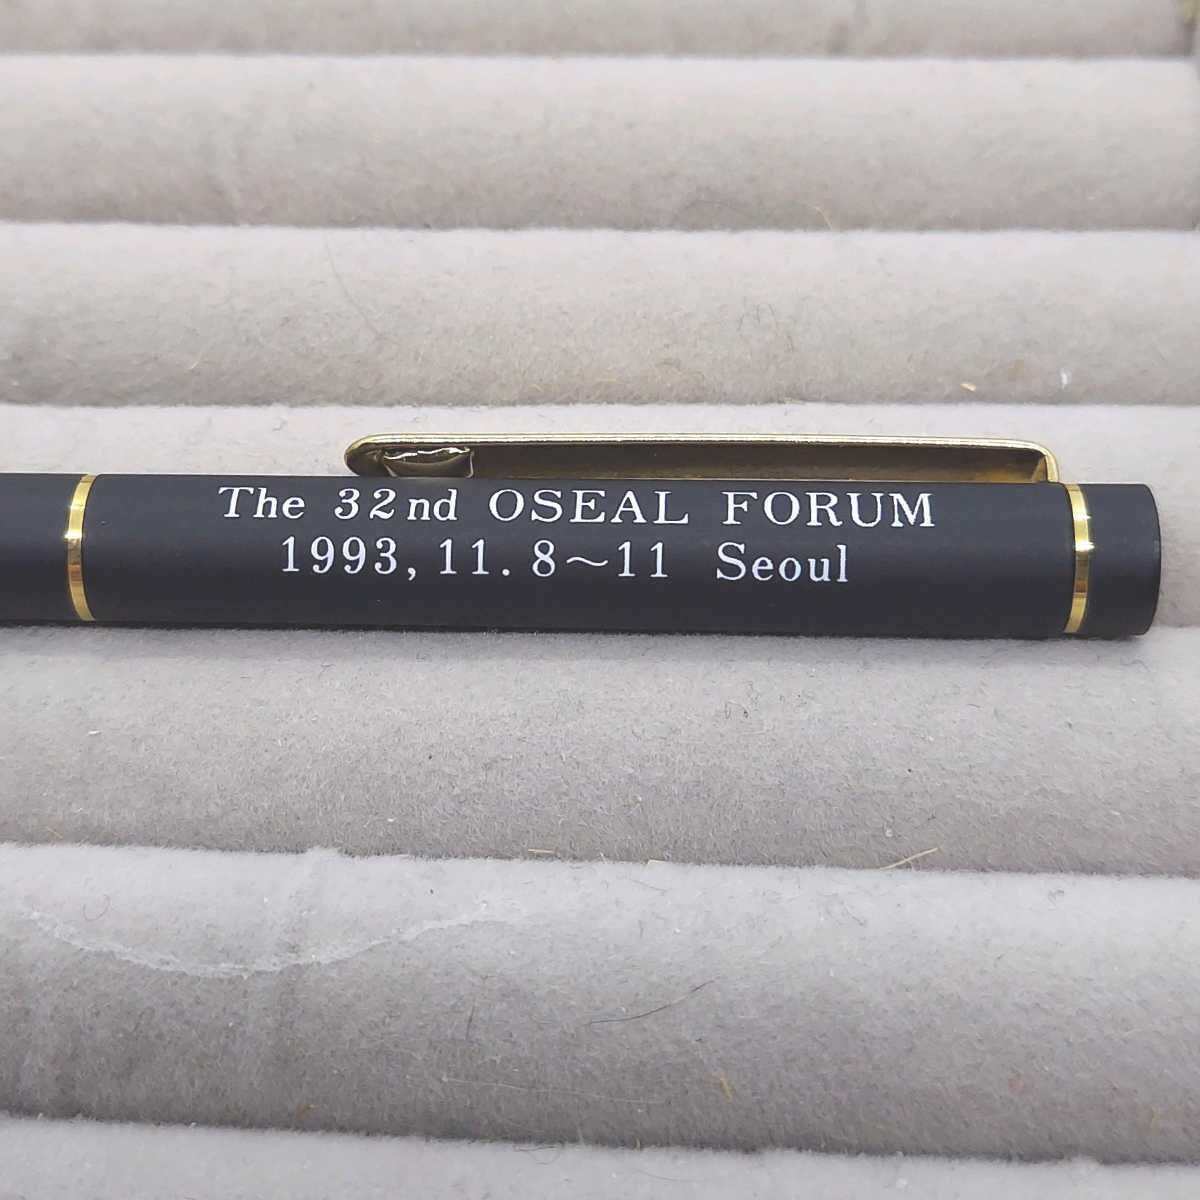 The 32nd OSEAL FORUM
1993, 11. 8~11 Seoul